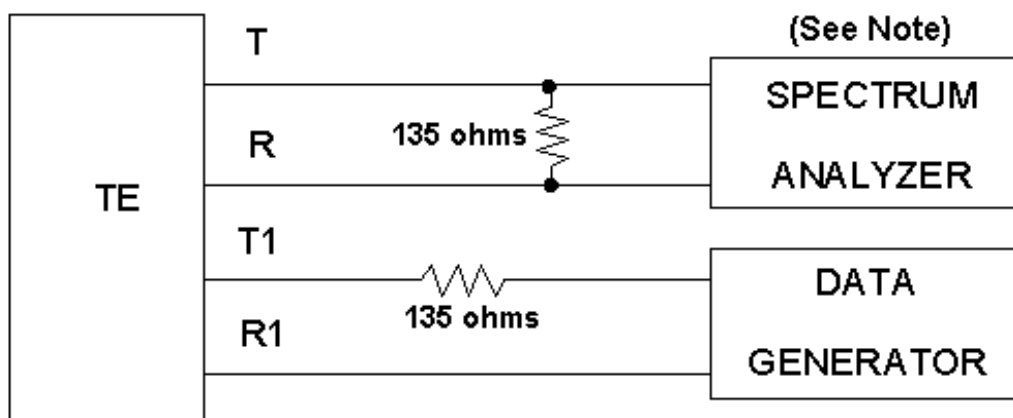 T
(See Note)
SPECTRUM
135 ohms
R
ANALYZER
TE
T1
DATA
135 ohms
R1
GENERATOR